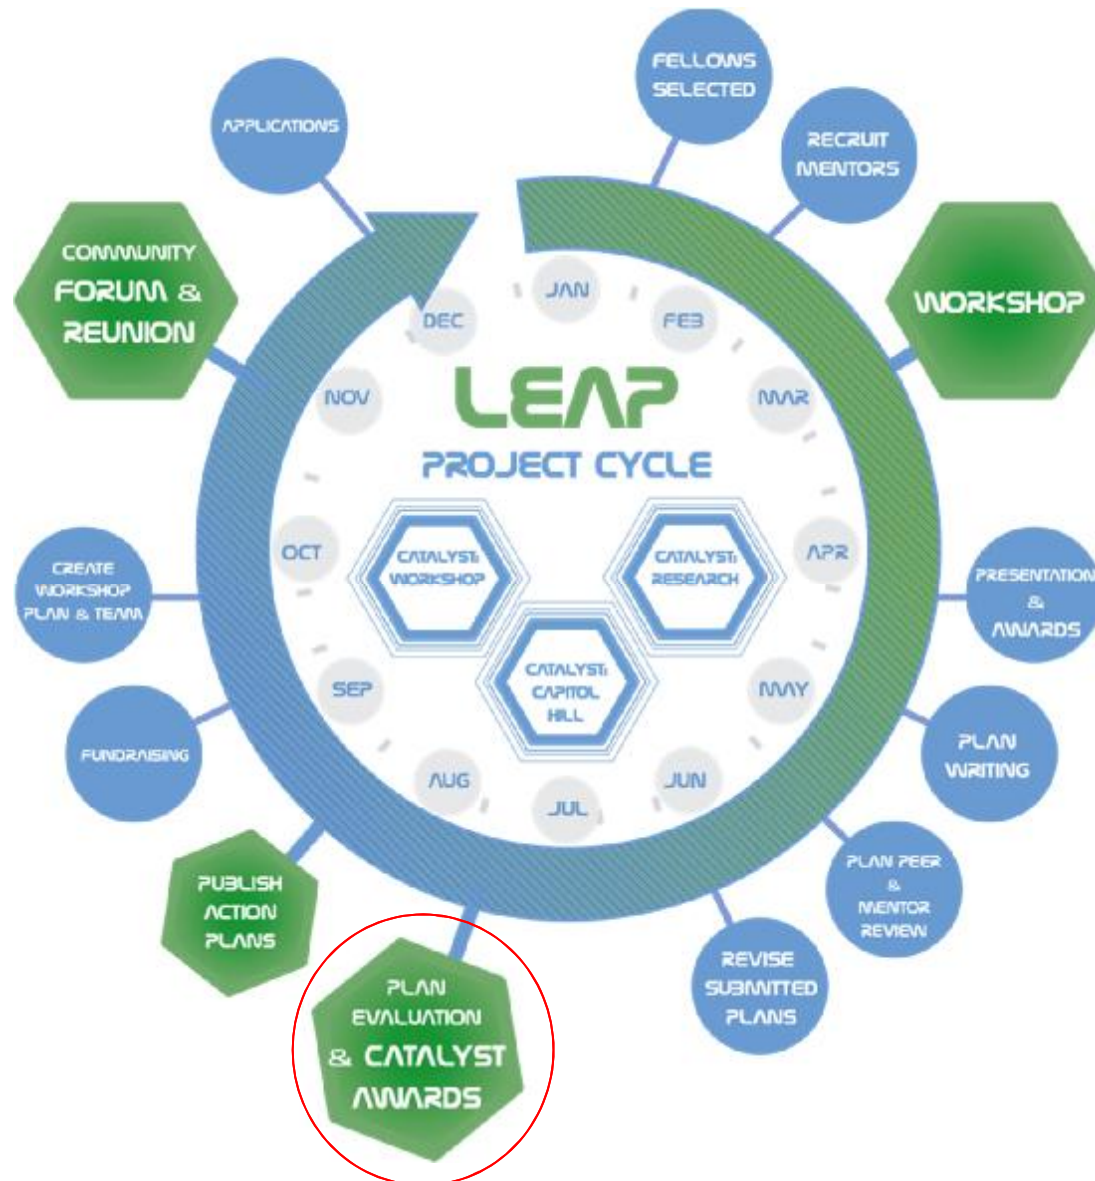 FELLOWS
SELECTED
RECRUIT
MENTORS
APPLICATIONS
COMMUNITY
FORUM &
REUNION
WORKSHOP
JAN
DEC
FEB
NOV
MAR
LEAP
PROJECT CYCLE
OCT
APR
CATALYST:
WORKSHOP
CATALYST:
RESEARCH
CATALYST:
CAPITOL
HILL
CREATE
WORKSHOP
PLAN & TEAM
PRESENTATION
&
AWARDS
SEP
MAY
FUNDRAISING
PLAN
WRITING
AUG
JUN
JUL
PUBLISH
ACTION
PLANS
PLAN PEER
&
MENTOR
REVIEW
PLAN
EVALUATION
& CATALYST
AWARDS
REVISE
SUBMITTED
PLANS